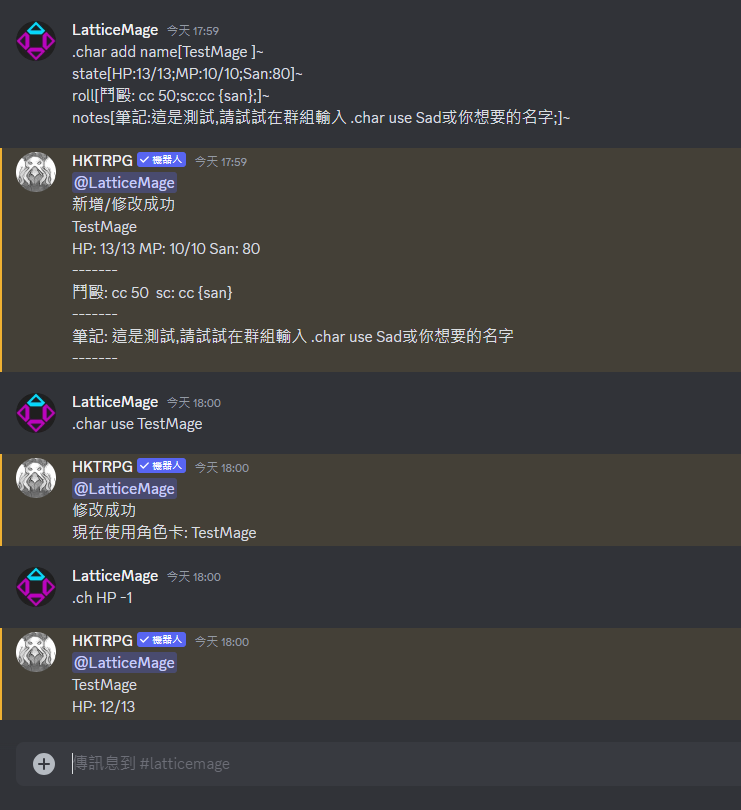 LatticeMage 今天 17:59
.char add name[TestMage ]~
state[HP:13/13;MP:10/10;San:80]~
roll[鬥毆: cc 50;sc:cc {san};]~
notes[筆記:這是測試,請試試在群組輸入 .char use Sad或你想要的名字;]~
HKTRPG ✓ 機器人 今天 17:59
@LatticeMage
新增/修改成功
TestMage
HP: 13/13 MP: 10/10 San: 80
-------
鬥毆: cc 50  sc: cc {san}
-------
筆記: 這是測試,請試試在群組輸入 .char use Sad或你想要的名字
-------
LatticeMage 今天 18:00
.char use TestMage
HKTRPG ✓ 機器人 今天 18:00
@LatticeMage
修改成功
現在使用角色卡: TestMage
LatticeMage 今天 18:00
.ch HP -1
HKTRPG ✓ 機器人 今天 18:00
@LatticeMage
TestMage
HP: 12/13
傳訊息到 #latticemage